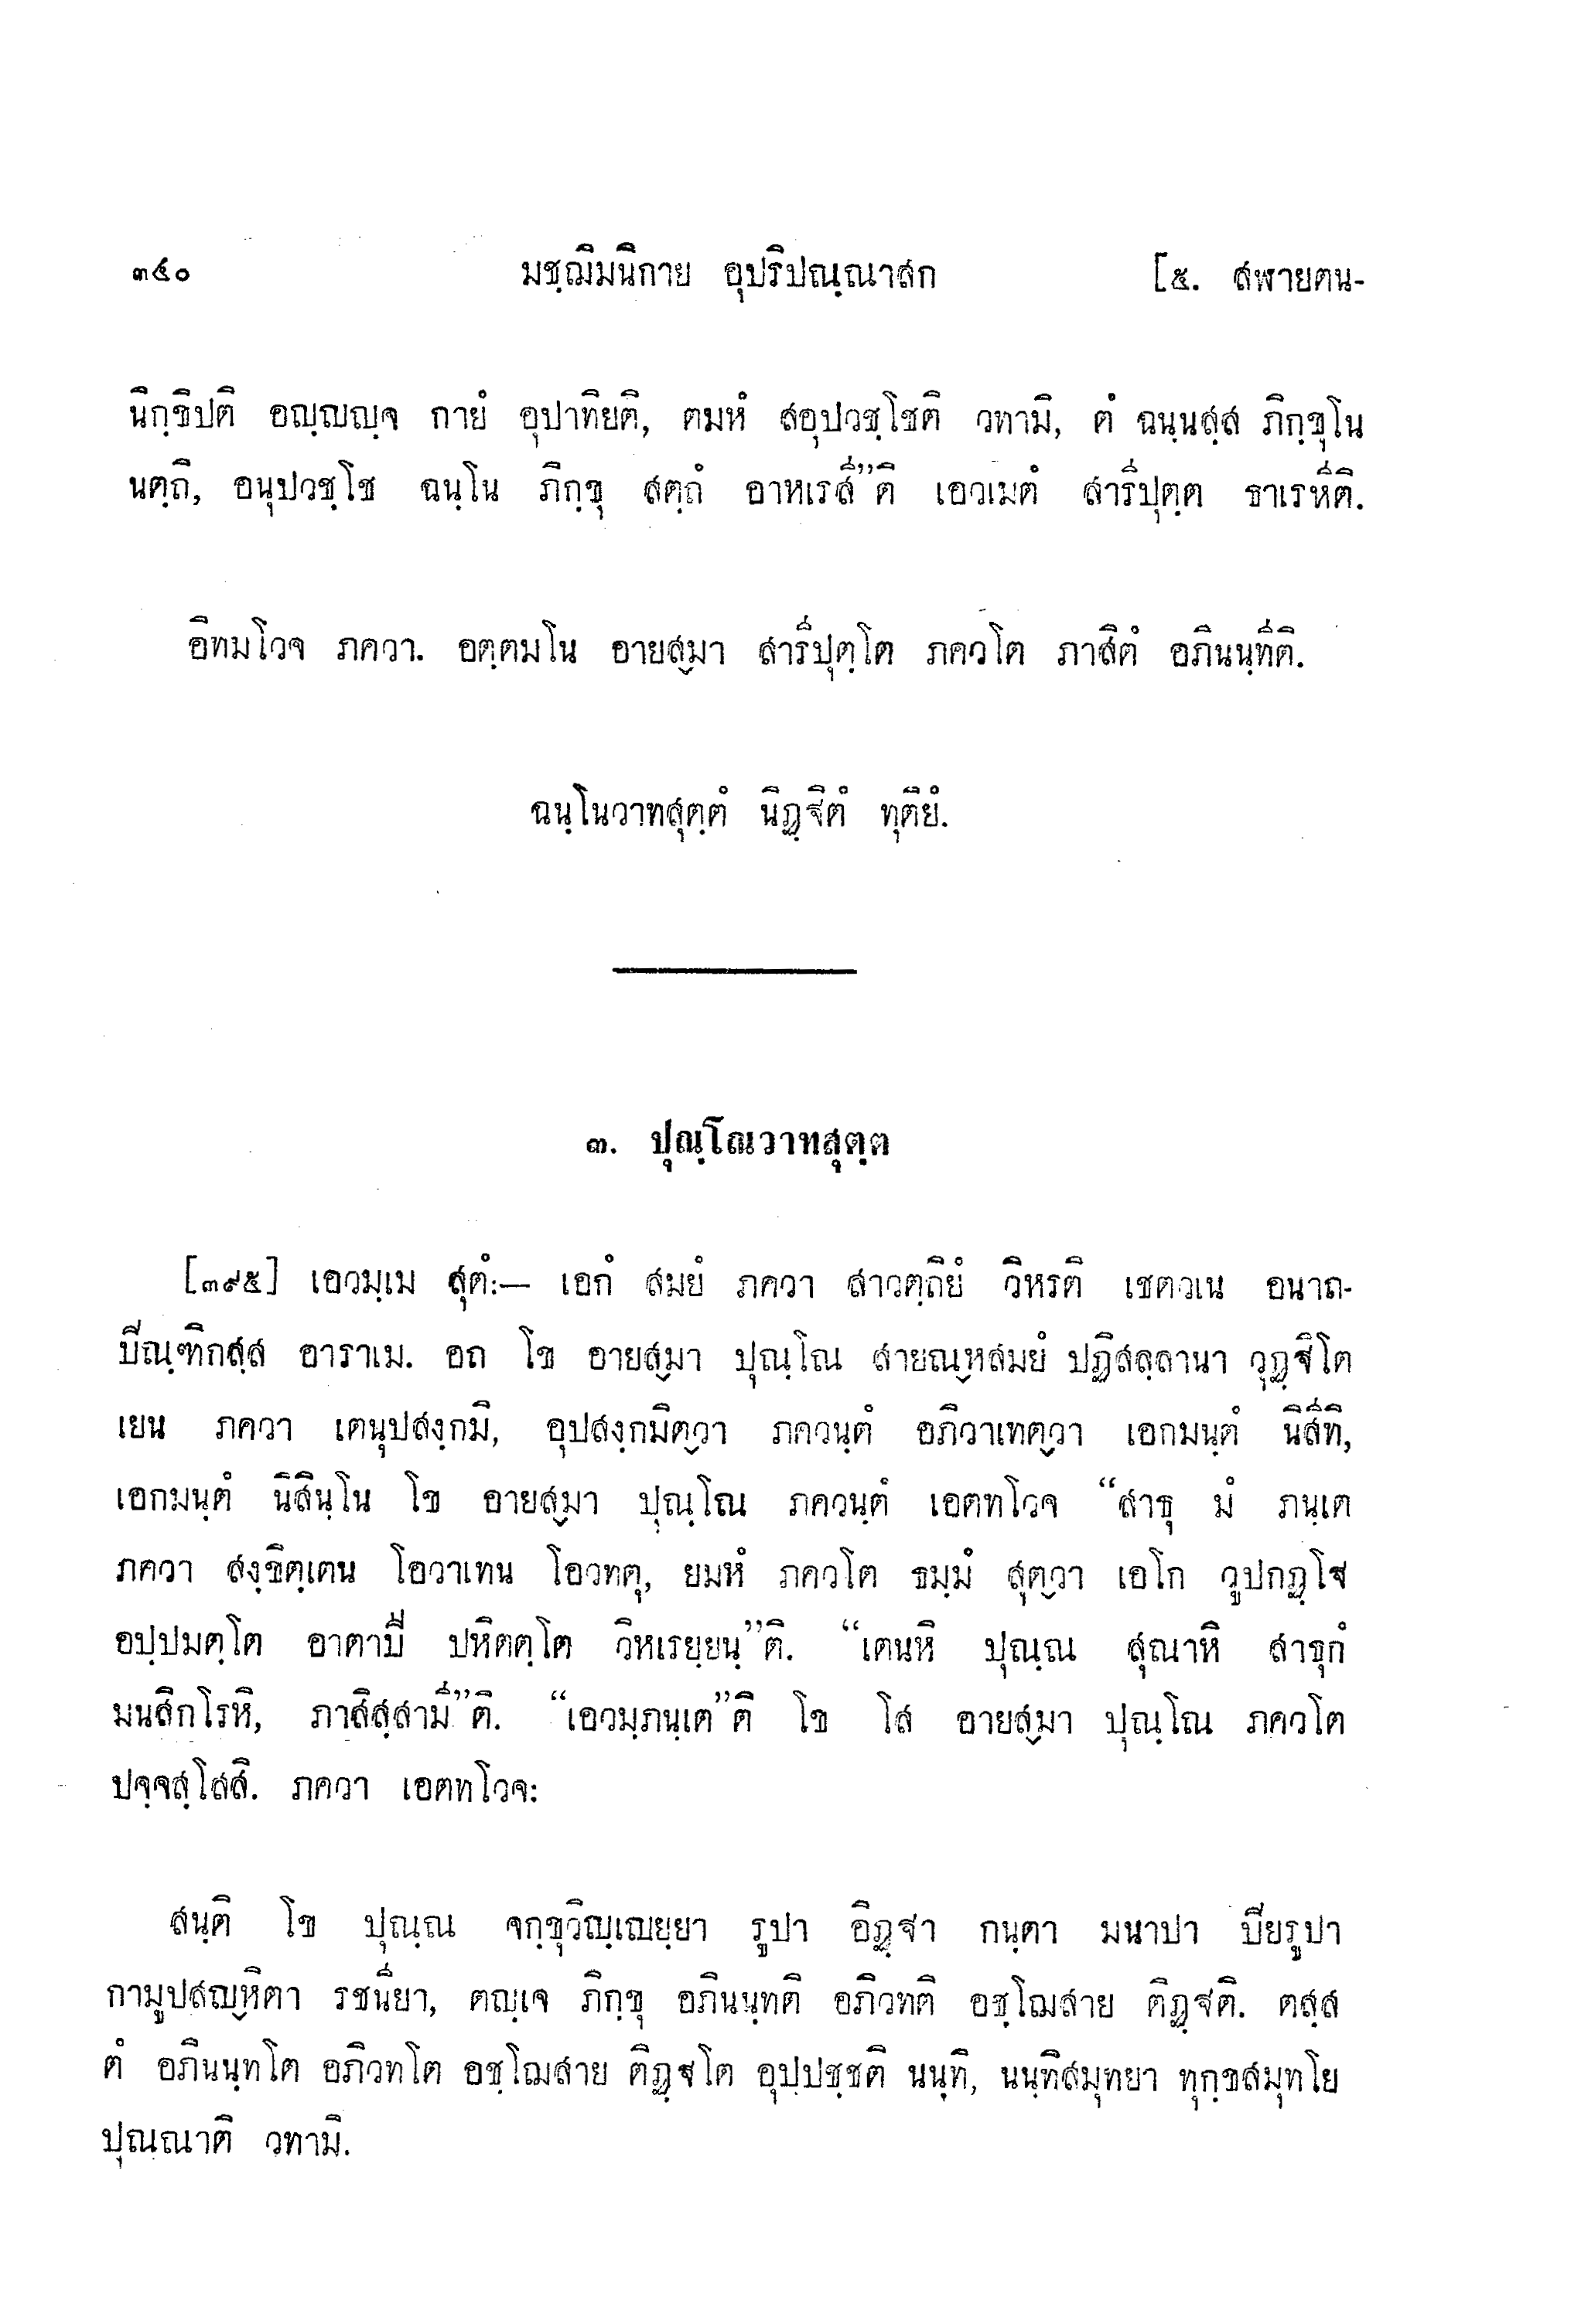 ๓๔๐ มชฺฌิมนิกาย อุปริปณฺณาสก [๕. สฬายตน-
นิกฺขิปติ อญฺญญฺจ กายํ อุปาทิยติ, ตมหํ สอุปวชฺโชติ วทามิ, ตํ ฉนฺนสฺส ภิกฺขุโน
นตฺถิ, อนุปวชฺโช ฉนฺโน ภิกฺขุ สตฺถํ อาหเรสี”ติ เอวเมตํ สารีปุตฺต ธาเรหีติ.
อิทมโวจ ภควา. อตฺตมโน อายสฺมา สารีปุตฺโต ภควโต ภาสิตํ อภินนฺทีติ.
ฉนฺโนวาทสุตฺตํ นิฏฺฐิตํ ทุติยํ.
๓. ปุณฺโณวาทสุตฺต
[๓๙๕] เอวมฺเม สุตํ:— เอกํ สมยํ ภควา สาวตฺถิยํ วิหรติ เชตวเน อนาถ-
ปิณฺฑิกสฺส อาราเม. อถ โข อายสฺมา ปุณฺโณ สายณฺหสมยํ ปฏิสลฺลานา วุฏฺฐิโต
เยน ภควา เตนุปสงฺกมิ, อุปสงฺกมิตฺวา ภควนฺตํ อภิวาเทตฺวา เอกมนฺตํ นิสีทิ,
เอกมนฺตํ นิสินฺโน โข อายสฺมา ปุณฺโณ ภควนฺตํ เอตทโวจ “สาธุ มํ ภนฺเต
ภควา สงฺขิตฺเตน โอวาเทน โอวทตุ, ยมหํ ภควโต ธมฺมํ สุตฺวา เอโก วูปกฏฺโฐ
อปฺปมตฺโต อาตาปี ปหิตตฺโต วิหเรยฺยนฺ”ติ. “เตนหิ ปุณฺณ สุณาหิ สาธุกํ
มนสิกโรหิ, ภาสิสฺสามี”ติ. “เอวมฺภนฺเต”ติ โข โส อายสฺมา ปุณฺโณ ภควโต
ปจฺจสฺโสสิ. ภควา เอตทโวจ:
สนฺติ โข ปุณฺณ จกฺขุวิญฺเญยฺยา รูปา อิฏฺฐา กนฺตา มนาปา ปิยรูปา
กามูปสญฺหิตา รชนียา, ตญฺเจ ภิกฺขุ อภินนฺทติ อภิวทติ อชฺโฌสาย ติฏฺฐติ. ตสฺส
ตํ อภินนฺทโต อภิวทโต อชฺโฌสาย ติฏฺฐโต อุปฺปชฺชติ นนฺทิ, นนฺทิสมุทยา ทุกฺขสมุทโย
ปุณฺณาติ วทามิ.